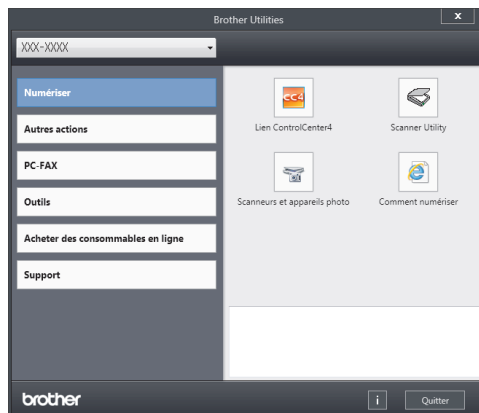 Brother Utilities
X
XXX-XXXX
Numériser
Autres actions
PC-FAX
Outils
Acheter des consommables en ligne
Support
CC4
Lien ControlCenter4
Scanner Utility
Scanneurs et appareils photo
Comment numériser
brother
i
Quitter